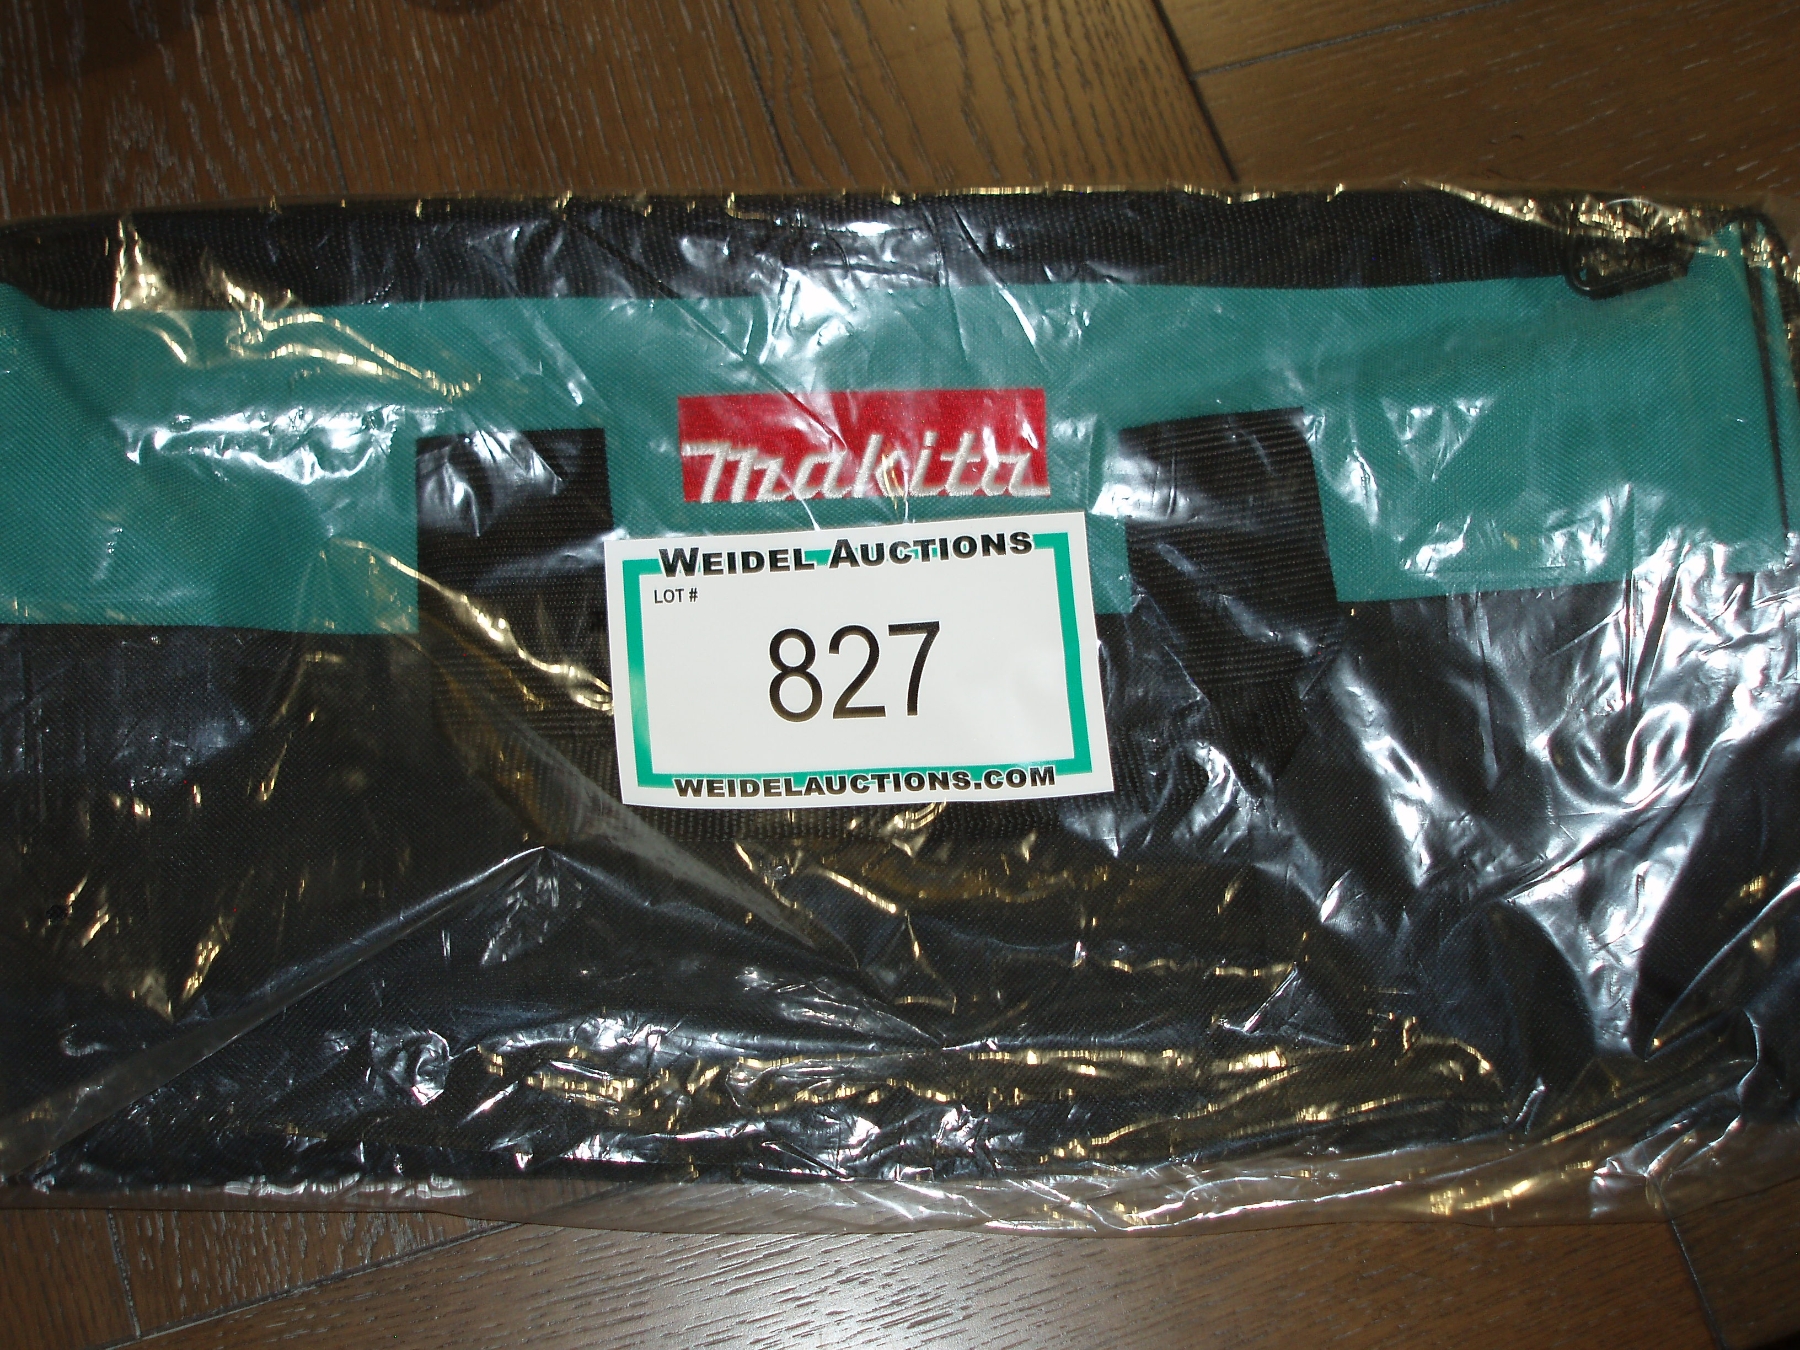 makita
WEIDEL AUCTIONS
LOT #
827
WEIDELAUCTIONS.COM